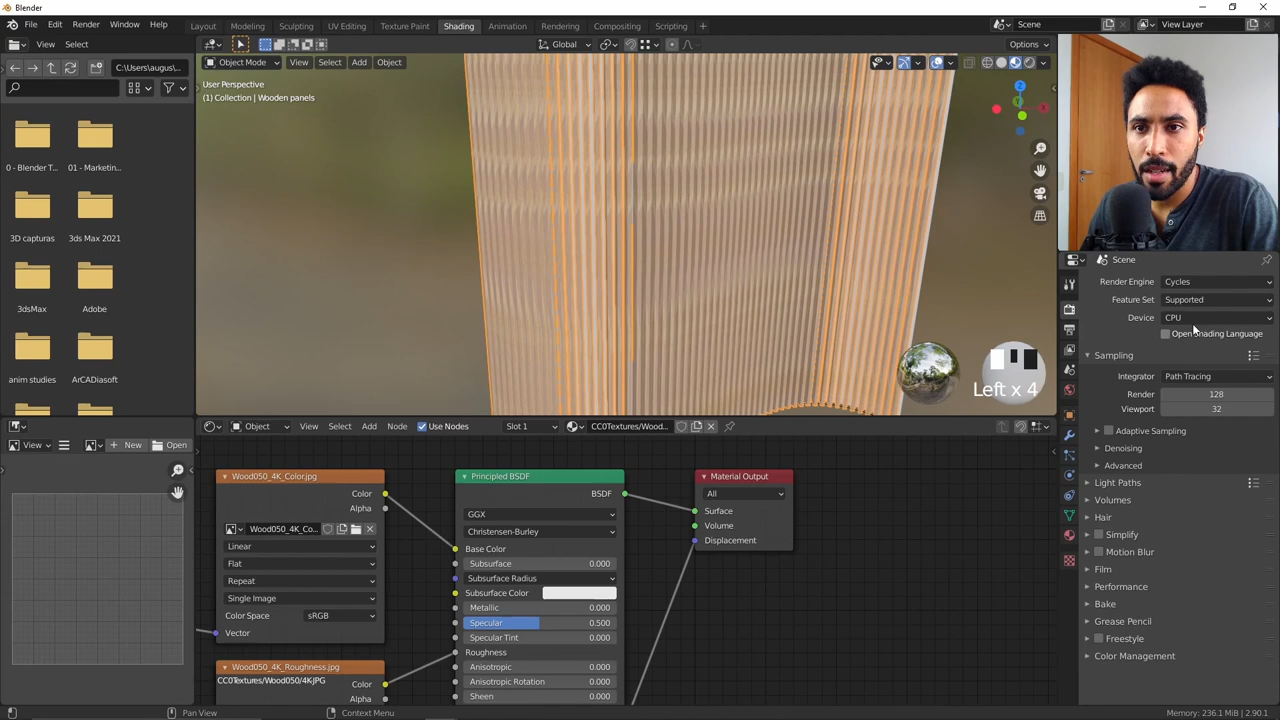 Blender
File Edit Render Window Help
Layout Modeling Sculpting UV Editing Texture Paint Shading Animation Rendering Compositing Scripting +
Scene
View Layer
View Select
Global
Options
C:\Users\augus\...
Object Mode View Select Add Object
User Perspective
(1) Collection | Wooden panels
0 - Blender T...
01 - Marketin...
3D capturas
3ds Max 2021
3dsMax
Adobe
anim studies
ArCADiasoft
Left x 4
Scene
Render Engine Cycles
Feature Set Supported
Device CPU
Open Shading Language
Sampling
Integrator Path Tracing
Render 128
Viewport 32
Adaptive Sampling
Denoising
Advanced
Light Paths
Volumes
Hair
Simplify
Motion Blur
Film
Performance
Bake
Grease Pencil
Freestyle
Color Management
View
+ New
Open
Object View Select Add Node Use Nodes Slot 1 CC0Textures/Wood...
Wood050_4K_Color.jpg
Color
Alpha
Wood050_4K_Co...
Linear
Flat
Repeat
Single Image
Color Space sRGB
Vector
Wood050_4K_Roughness.jpg
CC0Textures/Wood050/4KJPG
Color
Alpha
Principled BSDF
BSDF
GGX
Christensen-Burley
Base Color
Subsurface 0.000
Subsurface Radius
Subsurface Color
Metallic 0.000
Specular 0.500
Specular Tint 0.000
Roughness
Anisotropic 0.000
Anisotropic Rotation 0.000
Sheen 0.000
Material Output
All
Surface
Volume
Displacement
Pan View
Context Menu
Memory: 236.1 MiB | 2.90.1